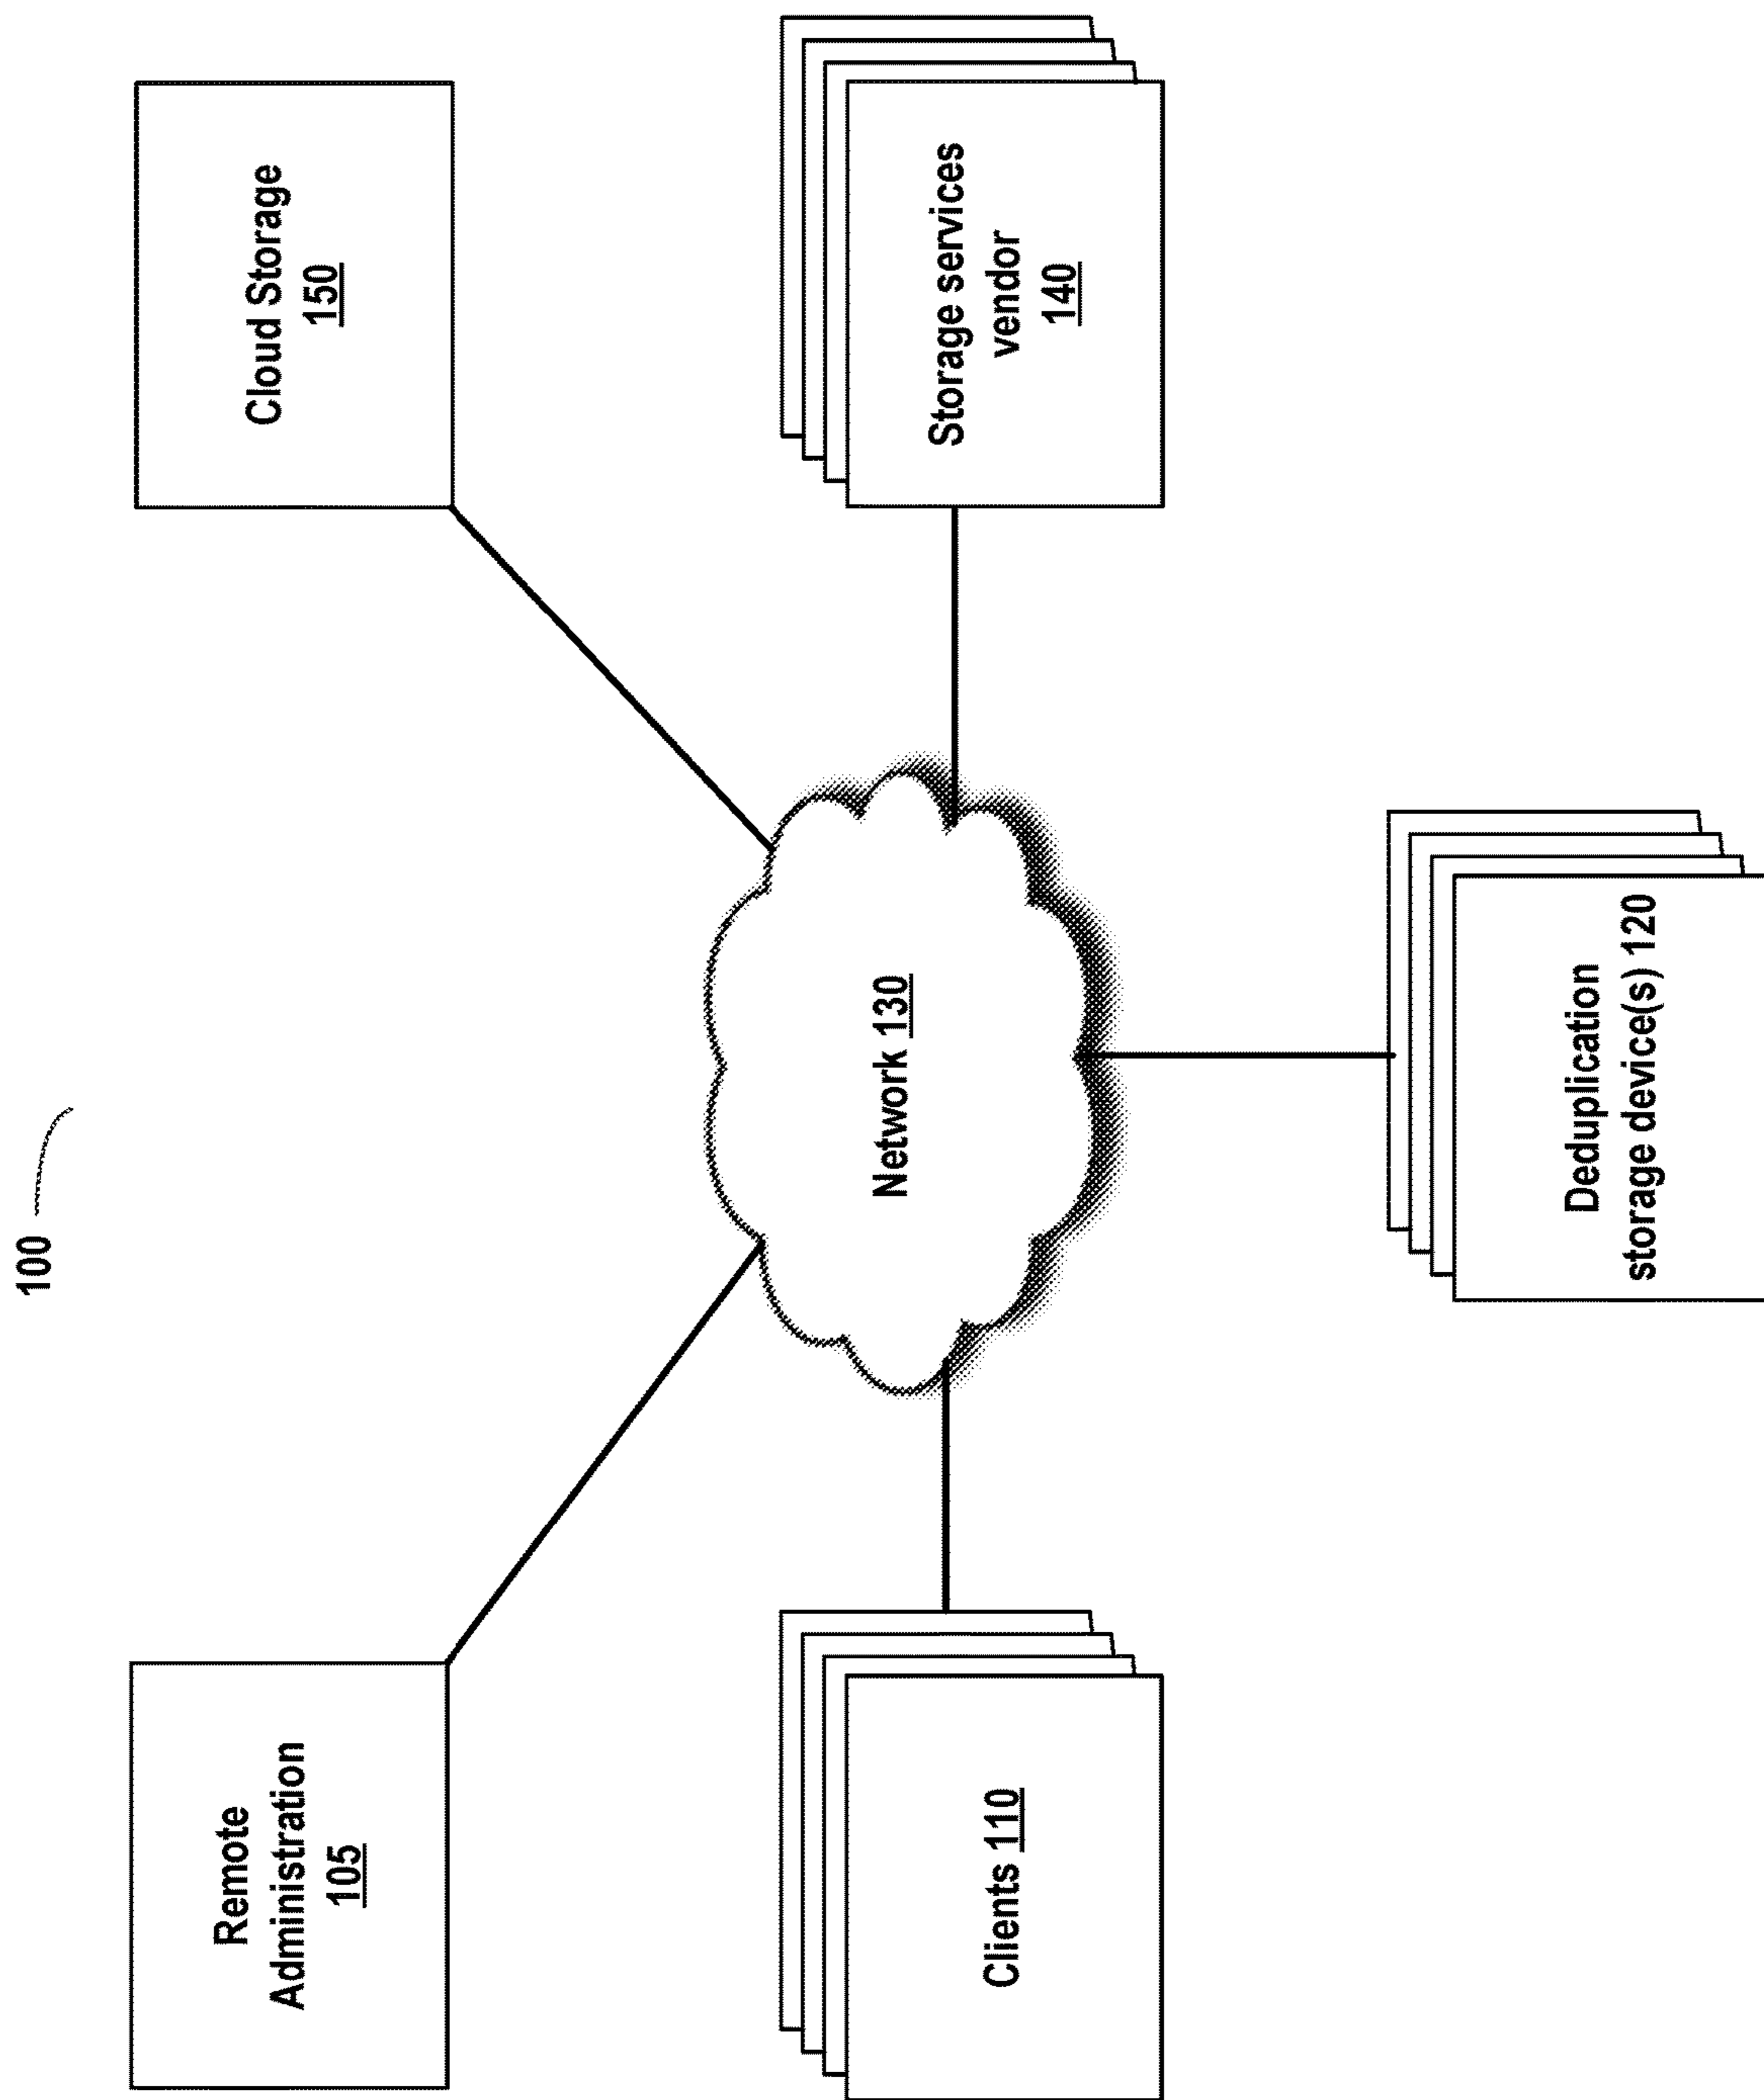 100
Remote
Administration
105
Cloud Storage
150
Network 130
Clients 110
Storage services
vendor
140
Deduplication
storage device(s) 120